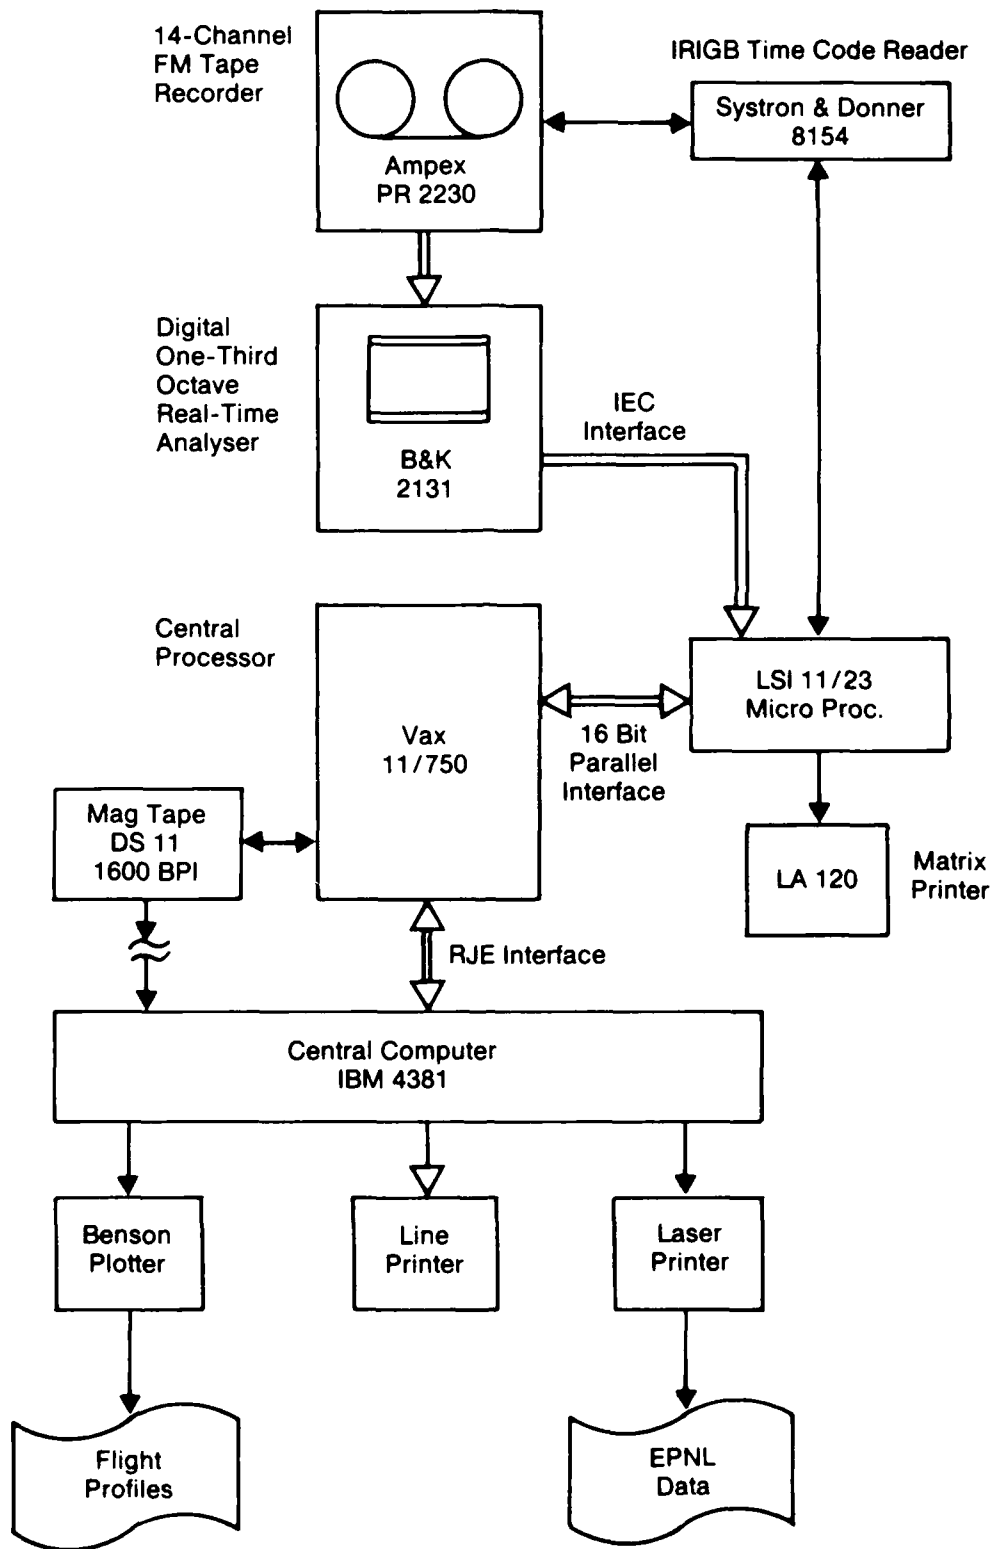 14-Channel
FM Tape
Recorder
Ampex
PR 2230
IRIGB Time Code Reader
Systron & Donner
8154
Digital
One-Third
Octave
Real-Time
Analyser
B&K
2131
IEC
Interface
Central
Processor
Vax
11/750
16 Bit
Parallel
Interface
LSI 11/23
Micro Proc.
Mag Tape
DS 11
1600 BPI
LA 120
Matrix
Printer
RJE Interface
Central Computer
IBM 4381
Benson
Plotter
Line
Printer
Laser
Printer
Flight
Profiles
EPNL
Data